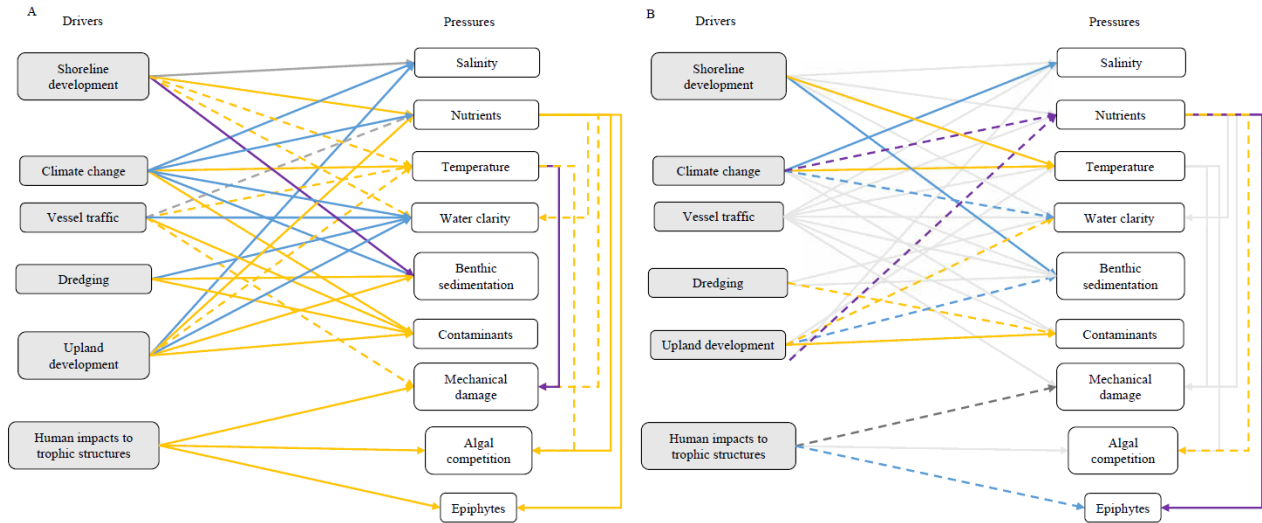 A
Drivers
Pressures
Shoreline
development
Climate change
Vessel traffic
Dredging
Upland
development
Human impacts to
trophic structures
Salinity
Nutrients
Temperature
Water clarity
Benthic
sedimentation
Contaminants
Mechanical
damage
Algal
competition
Epiphytes
B
Drivers
Pressures
Shoreline
development
Climate change
Vessel traffic
Dredging
Upland development
Human impacts to
trophic structures
Salinity
Nutrients
Temperature
Water clarity
Benthic
sedimentation
Contaminants
Mechanical
damage
Algal
competition
Epiphytes